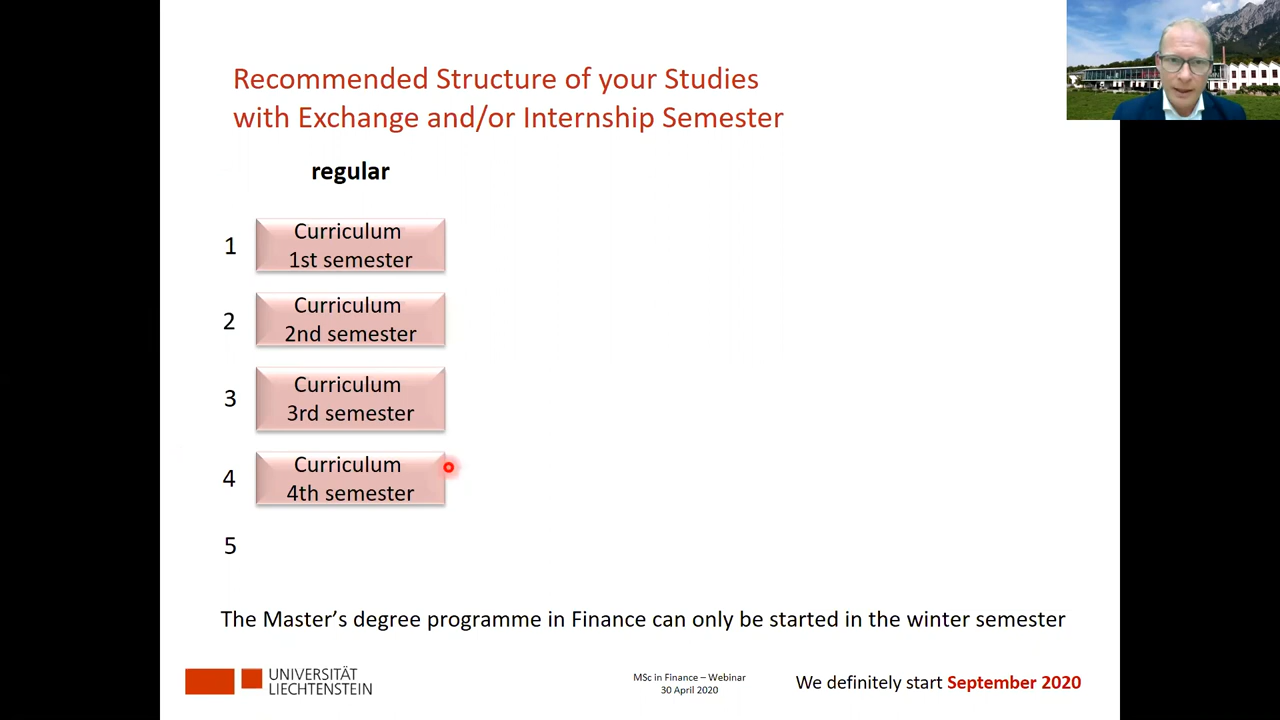 Recommended Structure of your Studies
with Exchange and/or Internship Semester
regular
1
Curriculum
1st semester
2
Curriculum
2nd semester
3
Curriculum
3rd semester
4
Curriculum
4th semester
5
The Master's degree programme in Finance can only be started in the winter semester
UNIVERSITÄT
LIECHTENSTEIN
MSc in Finance – Webinar
30 April 2020
We definitely start September 2020